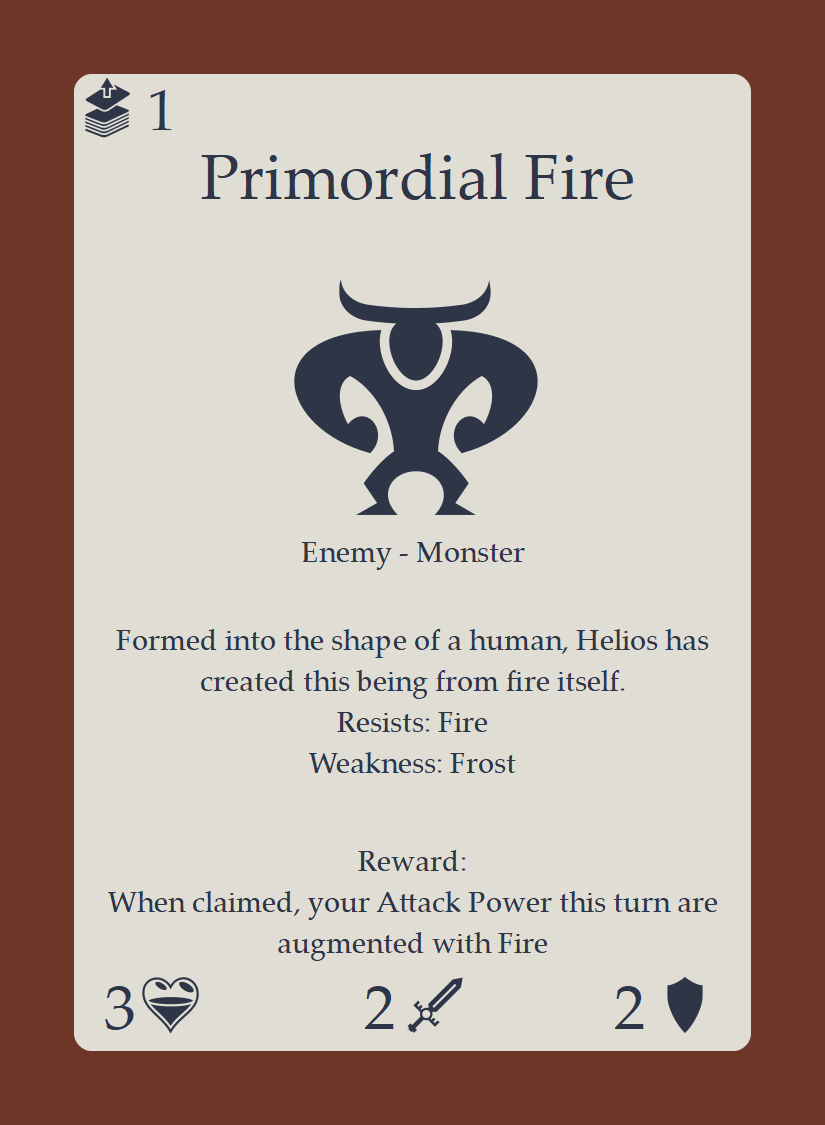 1
Primordial Fire
Enemy - Monster
Formed into the shape of a human, Helios has
created this being from fire itself.
Resists: Fire
Weakness: Frost
Reward:
When claimed, your Attack Power this turn are
augmented with Fire
3 2 2